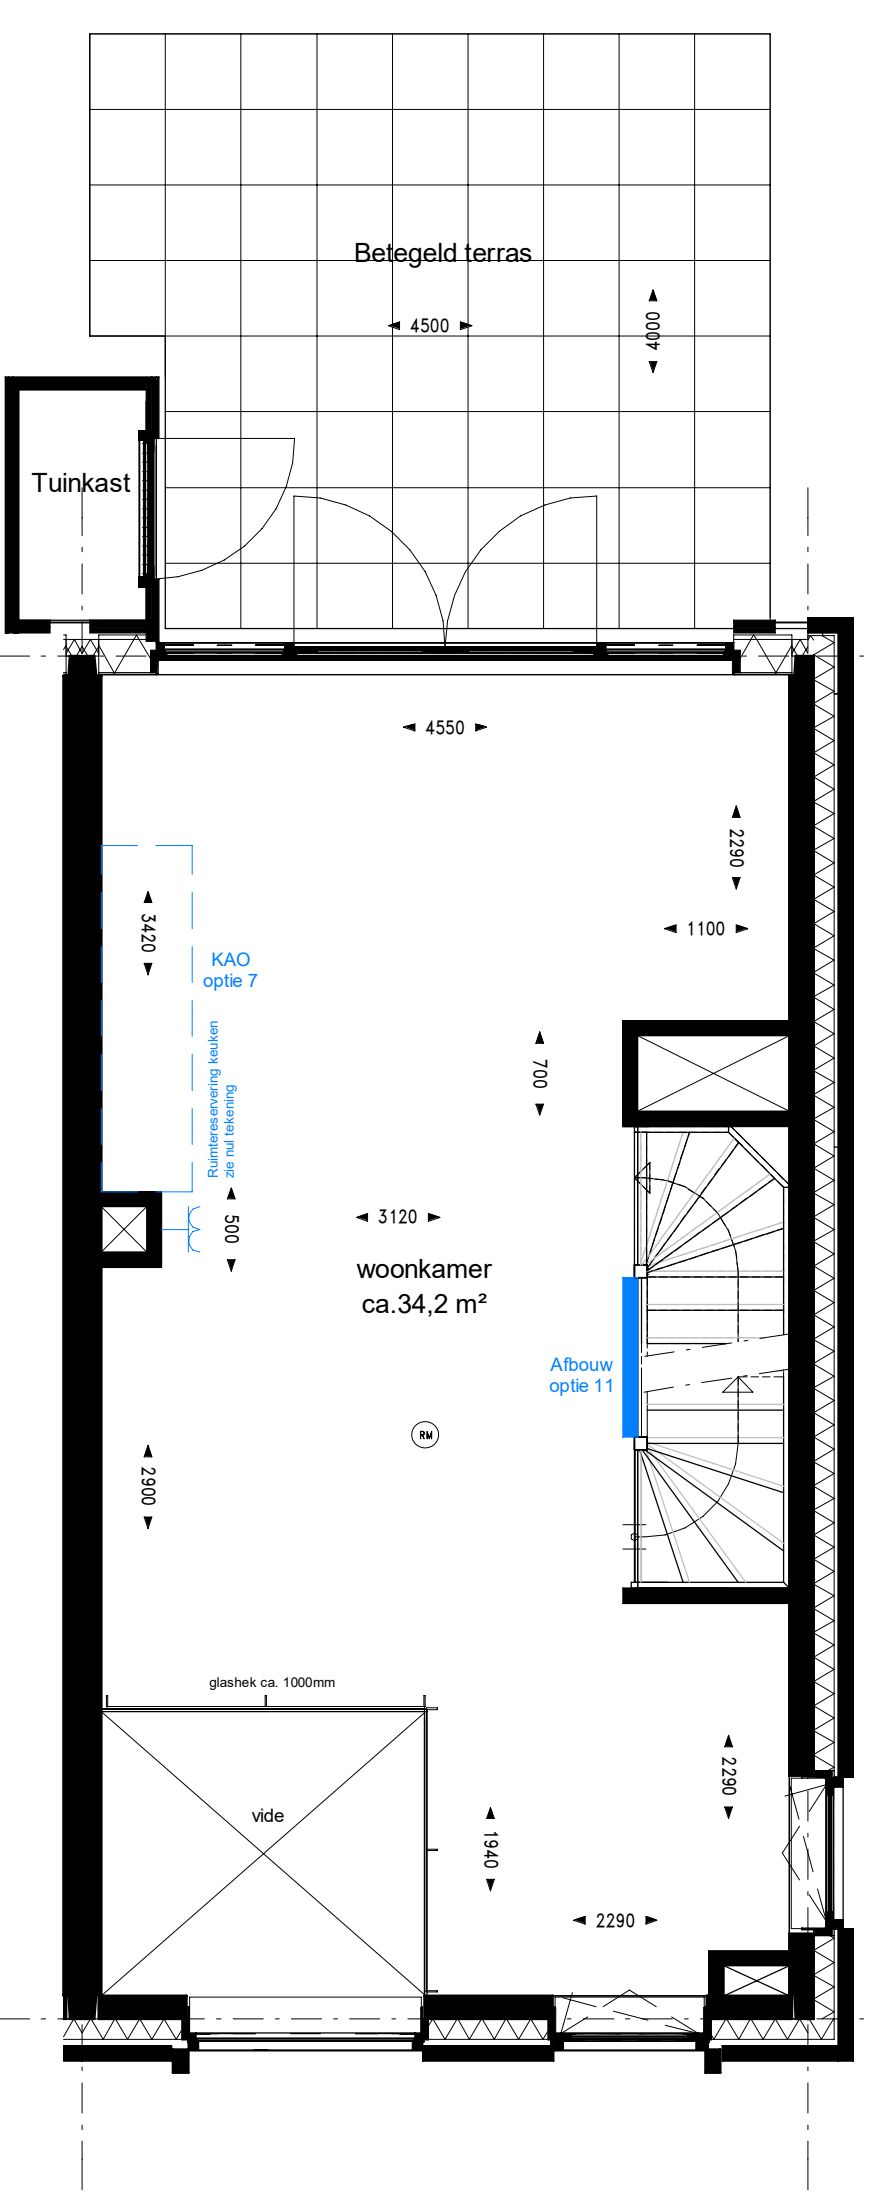 Betegeld terras
4500
4000
Tuinkast
4550
2290
3420
1100
KAO
optie 7
Ruimtereservering keuken
zie nul tekening
700
500
3120
woonkamer
ca.34,2 m²
Afbouw
optie 11
RM
2900
glashek ca. 1000mm
vide
2290
1940
2290